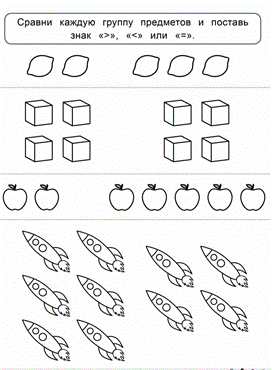 Сравни каждую группу предметов и поставь
знак «>», «<» или «=».